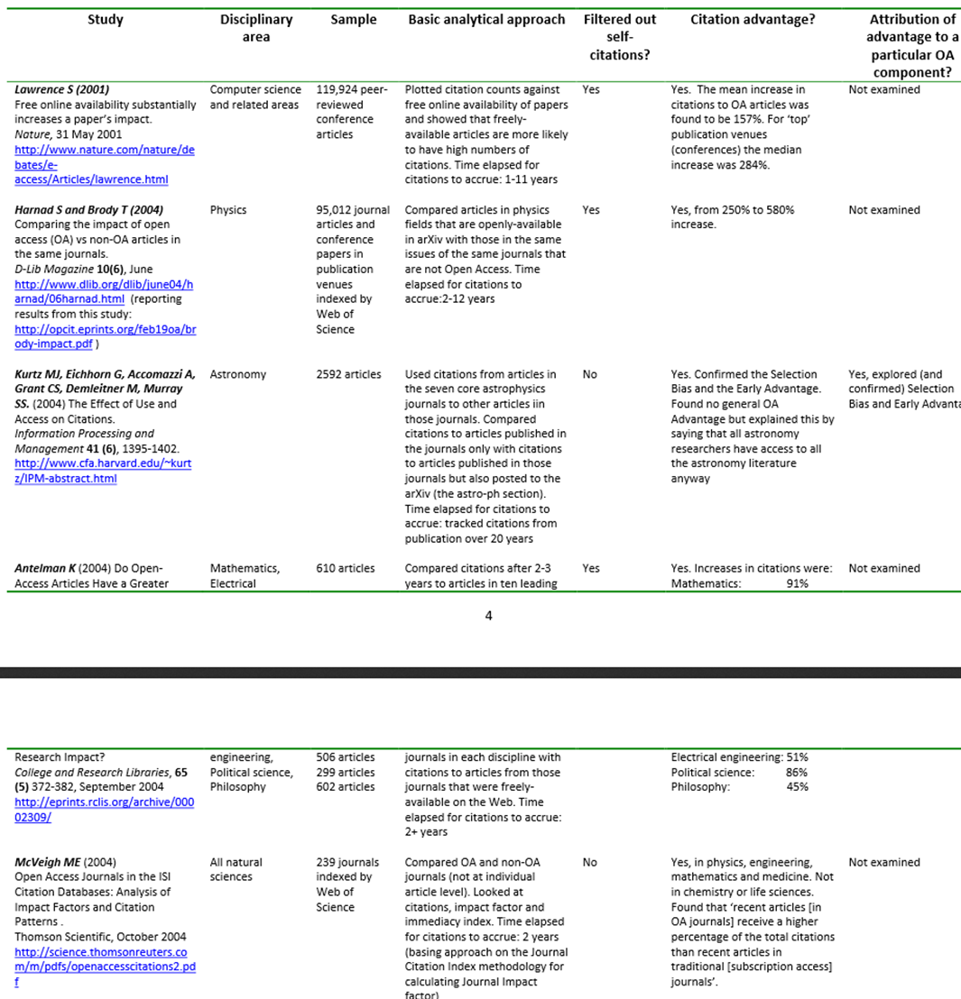 Study
Disciplinary
area
Sample
Basic analytical approach
Filtered out
self-
citations?
Citation advantage?
Attribution of
advantage to a
particular OA
component?
Lawrence S (2001)
Free online availability substantially
increases a paper's impact.
Nature, 31 May 2001
http://www.nature.com/nature/de
bates/e-
access/Articles/lawrence.html
Computer science
and related areas
119,924 peer-
reviewed
conference
articles
Plotted citation counts against
free online availability of papers
and showed that freely-
available articles are more likely
to have high numbers of
citations. Time elapsed for
citations to accrue: 1-11 years
Yes
Yes. The mean increase in
citations to OA articles was
found to be 157%. For ‘top’
publication venues
(conferences) the median
increase was 284%.
Not examined
Harnad S and Brody T (2004)
Comparing the impact of open
access (OA) vs non-OA articles in
the same journals.
D-Lib Magazine 10(6), June
http://www.dlib.org/dlib/june04/h
arnad/06harnad.html (reporting
results from this study:
http://opcit.eprints.org/feb19oa/br
ody-impact.pdf )
Physics
95,012 journal
articles and
conference
papers in
publication
venues
indexed by
Web of
Science
Compared articles in physics
fields that are openly-available
in arXiv with those in the same
issues of the same journals that
are not Open Access. Time
elapsed for citations to
accrue:2-12 years
Yes
Yes, from 250% to 580%
increase.
Not examined
Kurtz MJ, Eichhorn G, Accomazzi A,
Grant CS, Demleitner M, Murray
SS. (2004) The Effect of Use and
Access on Citations.
Information Processing and
Management 41 (6), 1395-1402.
http://www.cfa.harvard.edu/~kurt
z/IPM-abstract.html
Astronomy
2592 articles
Used citations from articles in
the seven core astrophysics
journals to other articles iin
those journals. Compared
citations to articles published in
the journals only with citations
to articles published in those
journals but also posted to the
arXiv (the astro-ph section).
Time elapsed for citations to
accrue: tracked citations from
publication over 20 years
No
Yes. Confirmed the Selection
Bias and the Early Advantage.
Found no general OA
Advantage but explained this by
saying that all astronomy
researchers have access to all
the astronomy literature
anyway
Yes, explored (and
confirmed) Selection
Bias and Early Advanta
Antelman K (2004) Do Open-
Access Articles Have a Greater
Mathematics,
Electrical
610 articles
Compared citations after 2-3
years to articles in ten leading
Yes
Yes. Increases in citations were:
Mathematics: 91%
Not examined
4
Research Impact?
College and Research Libraries, 65
(5) 372-382, September 2004
http://eprints.rclis.org/archive/000
02309/
engineering,
Political science,
Philosophy
506 articles
299 articles
602 articles
journals in each discipline with
citations to articles from those
journals that were freely-
available on the Web. Time
elapsed for citations to accrue:
2+ years
Electrical engineering: 51%
Political science: 86%
Philosophy: 45%
McVeigh ME (2004)
Open Access Journals in the ISI
Citation Databases: Analysis of
Impact Factors and Citation
Patterns .
Thomson Scientific, October 2004
http://science.thomsonreuters.co
m/m/pdfs/openaccesscitations2.pd
f
All natural
sciences
239 journals
indexed by
Web of
Science
Compared OA and non-OA
journals (not at individual
article level). Looked at
citations, impact factor and
immediacy index. Time elapsed
for citations to accrue: 2 years
(basing approach on the Journal
Citation Index methodology for
calculating Journal Impact
factor)
No
Yes, in physics, engineering,
mathematics and medicine. Not
in chemistry or life sciences.
Found that ‘recent articles [in
OA journals] receive a higher
percentage of the total citations
than recent articles in
traditional [subscription access]
journals’.
Not examined